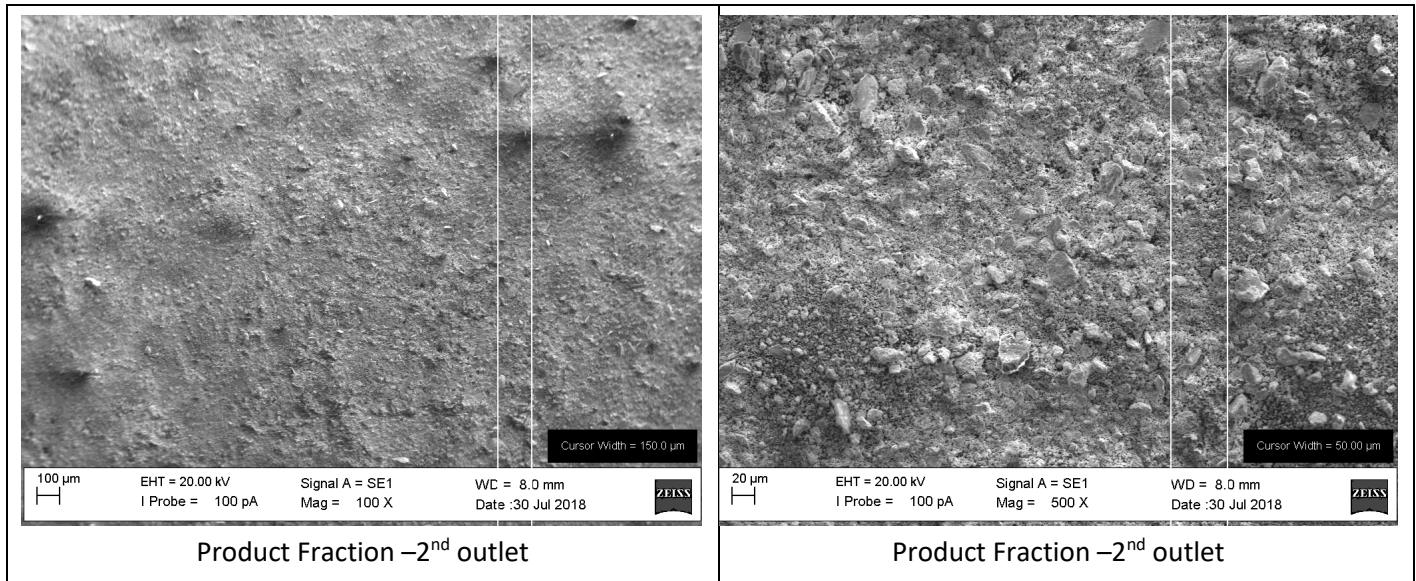 Cursor Width = 150.0 µm
100 µm
EHT = 20.00 kV
I Probe = 100 pA
Signal A = SE1
Mag = 100 X
WD = 8.0 mm
Date :30 Jul 2018
ZEISS
Product Fraction –2nd outlet
Cursor Width = 50.00 µm
20 µm
EHT = 20.00 kV
I Probe = 100 pA
Signal A = SE1
Mag = 500 X
WD = 8.0 mm
Date :30 Jul 2018
ZEISS
Product Fraction –2nd outlet